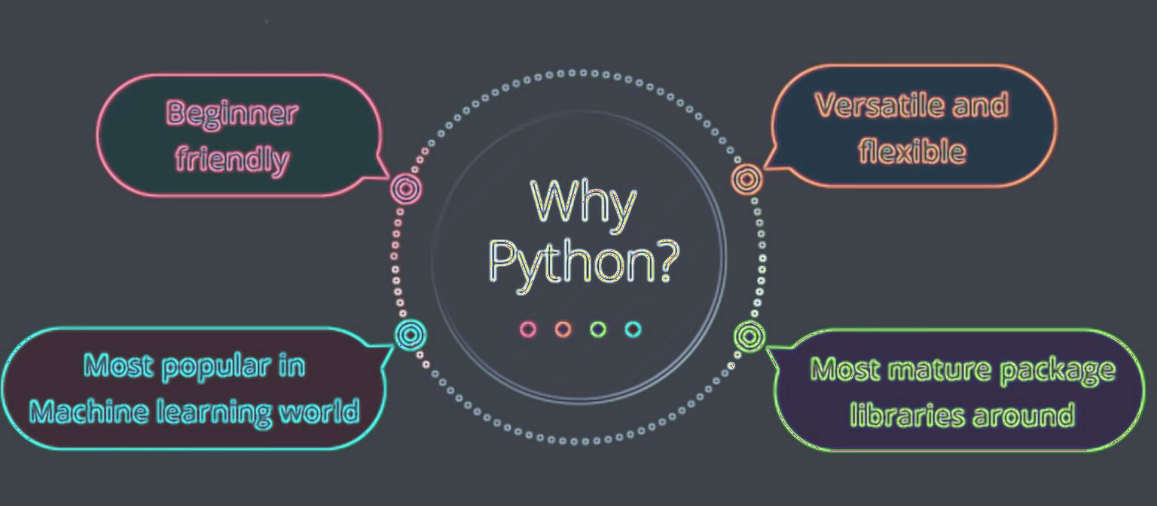 Beginner
friendly
Versatile and
flexible
Why
Python?
Most popular in
Machine learning world
Most mature package
libraries around